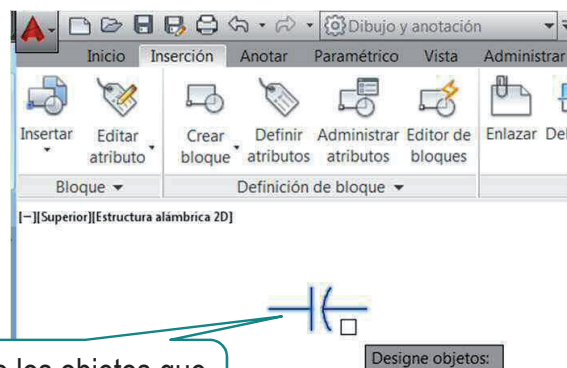 Dibujo y anotación
Inicio Inserción Anotar Paramétrico Vista Administrar
Insertar Editar atributo Crear bloque Definir atributos Administrar atributos Editor de bloques Enlazar
Bloque Definición de bloque
[−][Superior][Estructura alámbrica 2D]
los objetos que
Designe objetos: